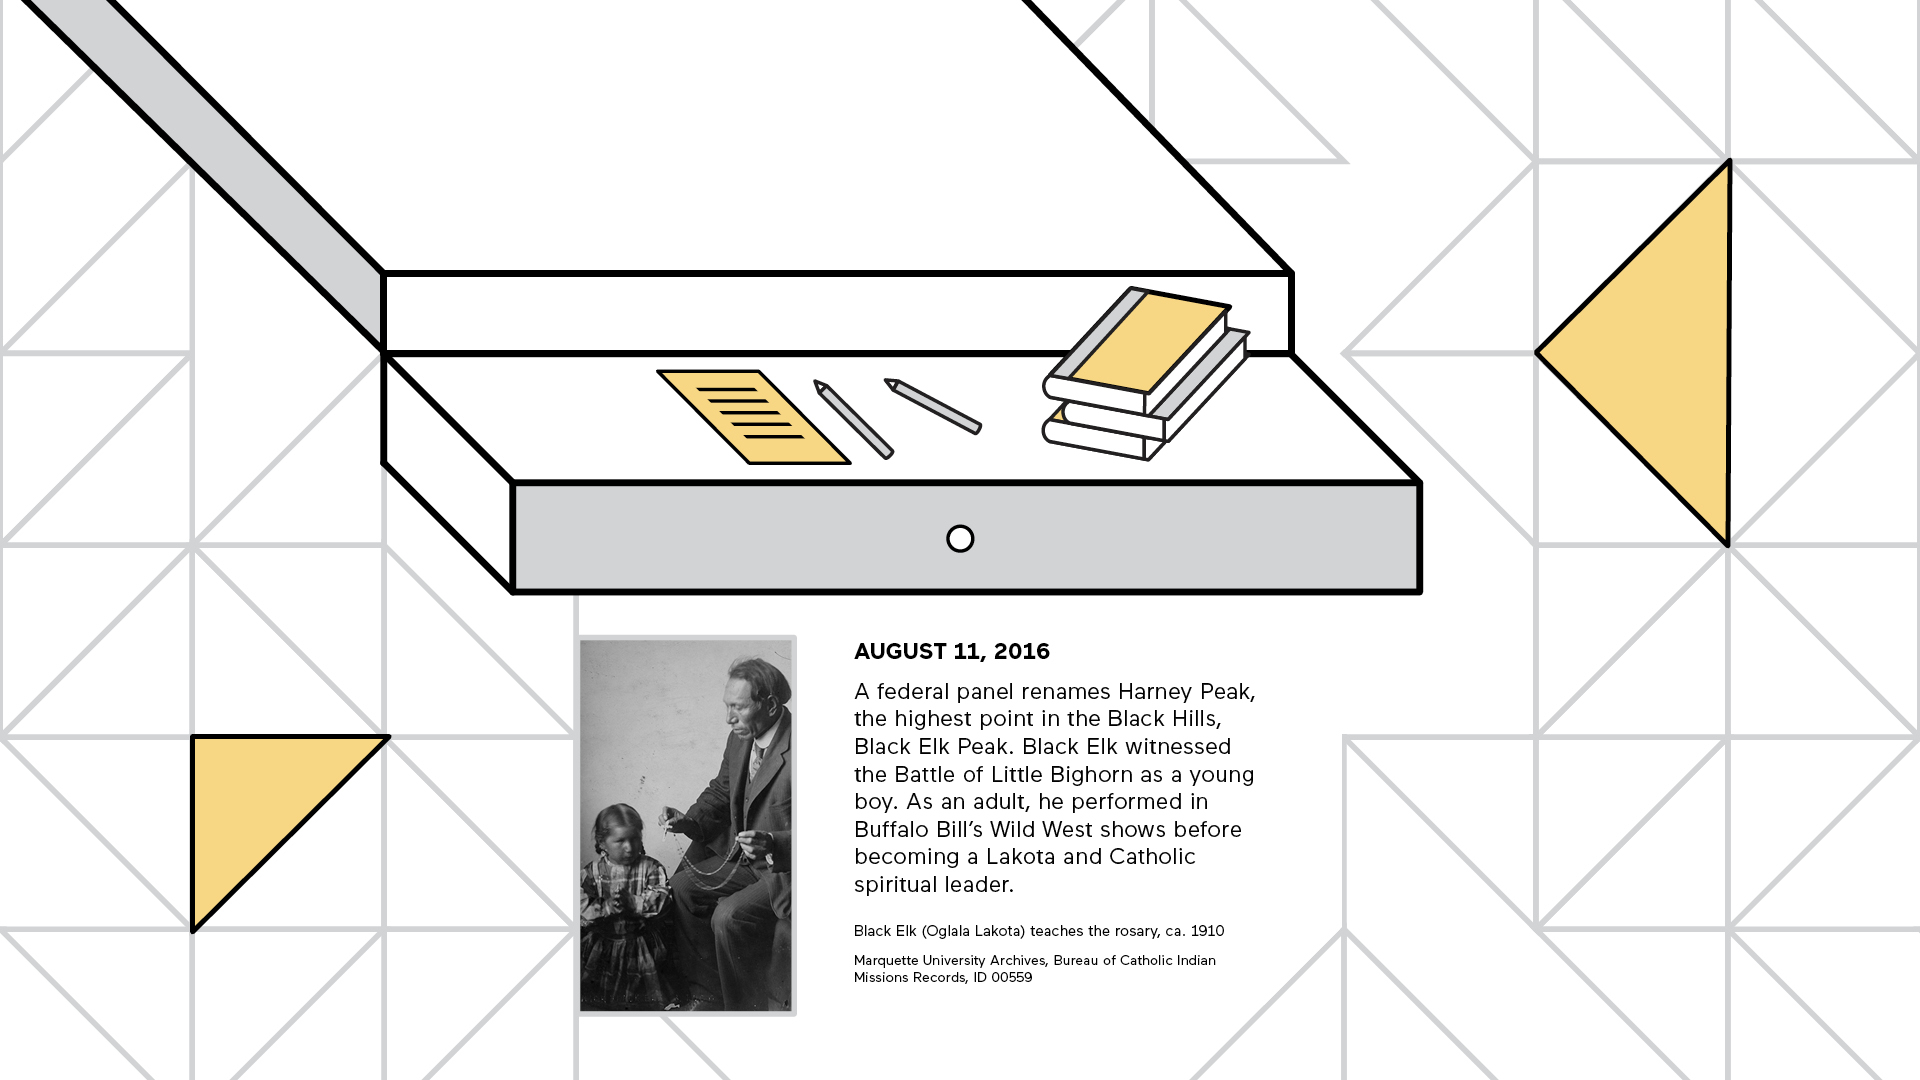 AUGUST 11, 2016
A federal panel renames Harney Peak,
the highest point in the Black Hills,
Black Elk Peak. Black Elk witnessed
the Battle of Little Bighorn as a young
boy. As an adult, he performed in
Buffalo Bill’s Wild West shows before
becoming a Lakota and Catholic
spiritual leader.
Black Elk (Oglala Lakota) teaches the rosary, ca. 1910
Marquette University Archives, Bureau of Catholic Indian
Missions Records, ID 00559